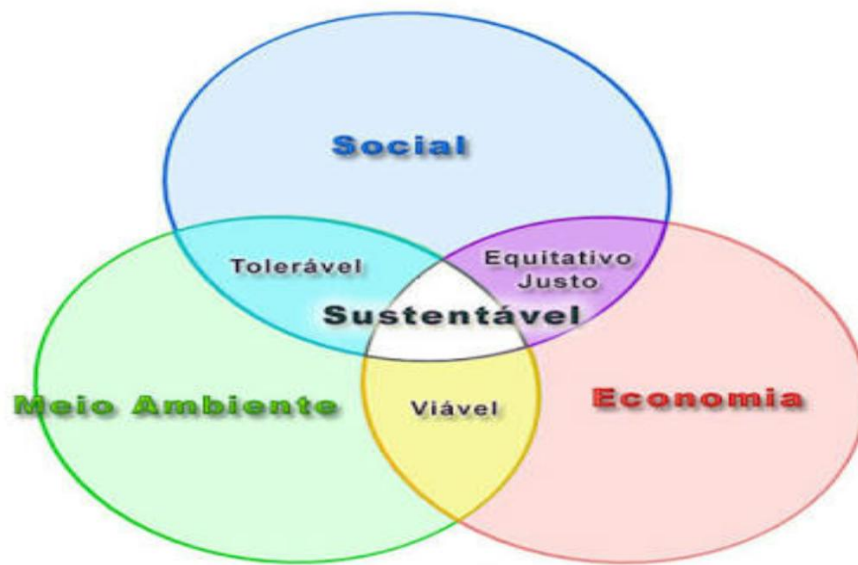 Social
Tolerável
Equitativo
Justo
Sustentável
Meio Ambiente
Viável
Economia